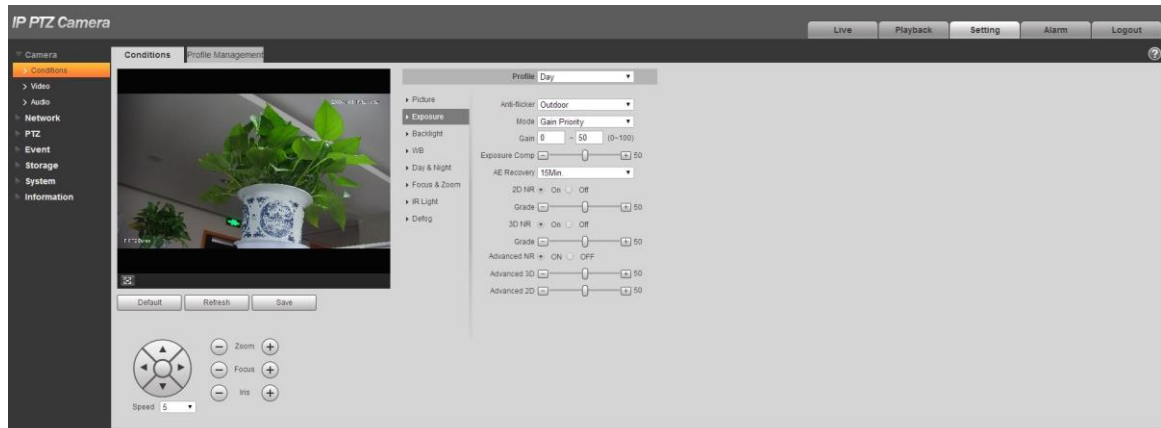 IP PTZ Camera
Live Playback Setting Alarm Logout
Camera
Conditions
Video
Audio
Network
PTZ
Event
Storage
System
Information
Conditions Profile Management
Default Refresh Save
Zoom
Focus
Iris
Speed 5
Profile Day
Picture
Exposure
Backlight
WB
Day & Night
Focus & Zoom
IR Light
Defog
Anti-flicker Outdoor
Mode Gain Priority
Gain 0 ~ 50 (0~100)
Exposure Comp 50
AE Recovery 15Min.
2D NR On Off
Grade 50
3D NR On Off
Grade 50
Advanced NR ON OFF
Advanced 3D 50
Advanced 2D 50